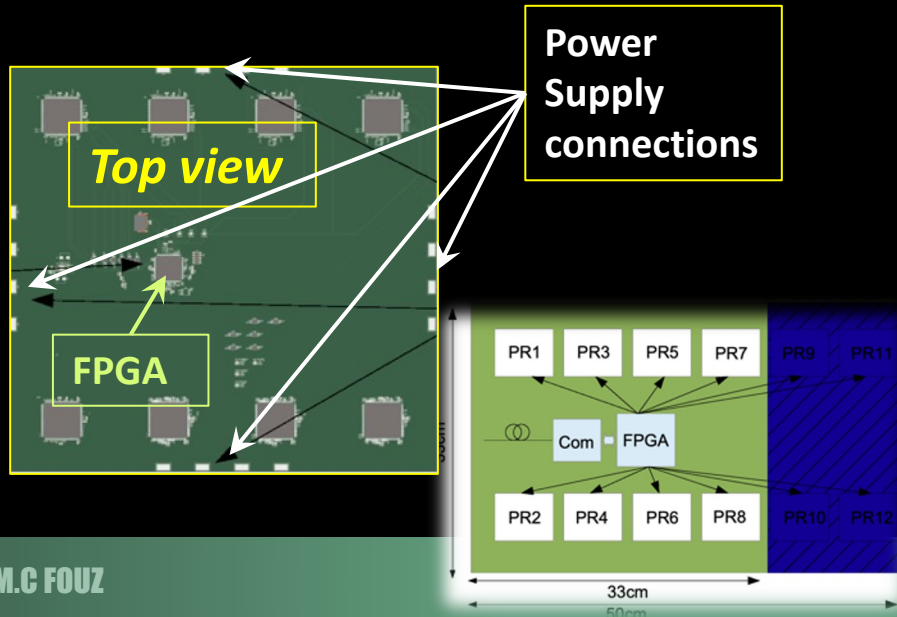 Power
Supply
connections
Top view
FPGA
PR1 PR3 PR5 PR7 PR9 PR11
Com FPGA
PR2 PR4 PR6 PR8 PR10 PR12
33cm
50cm
M.C FOUZ